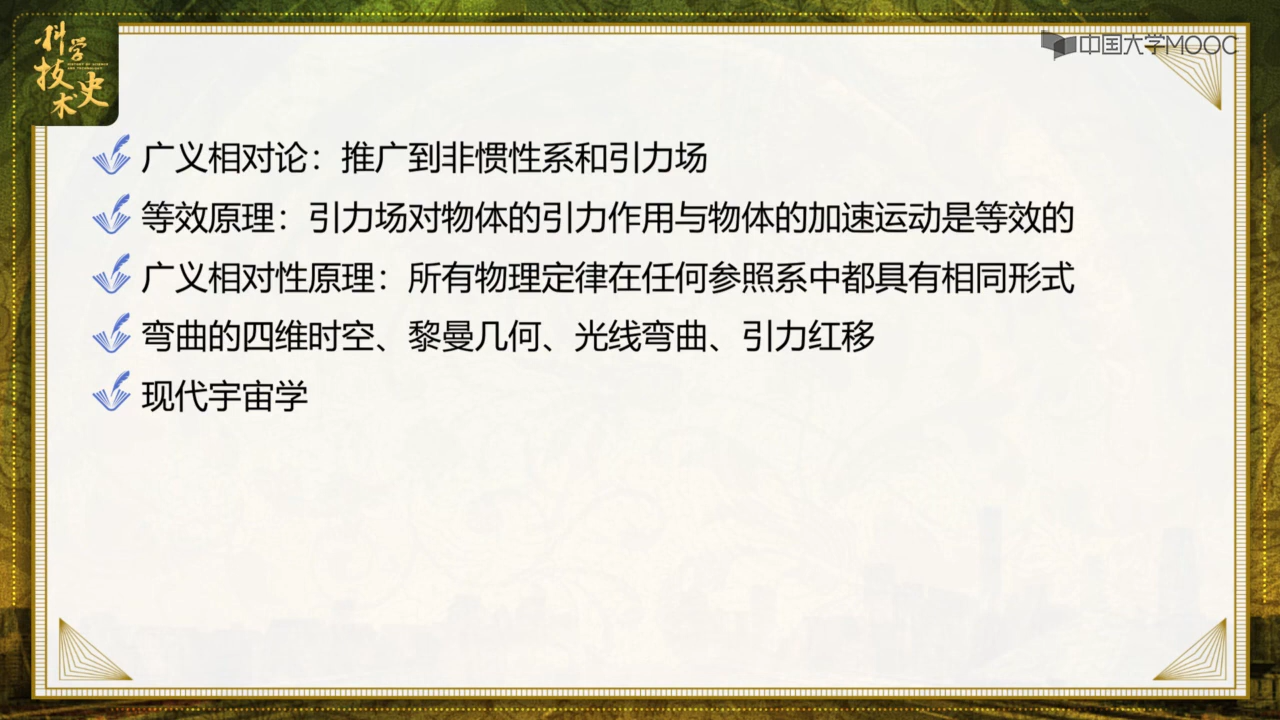 科学技术史
中国大学MOOC
广义相对论：推广到非惯性系和引力场
等效原理：引力场对物体的引力作用与物体的加速运动是等效的
广义相对性原理：所有物理定律在任何参照系中都具有相同形式
弯曲的四维时空、黎曼几何、光线弯曲、引力红移
现代宇宙学